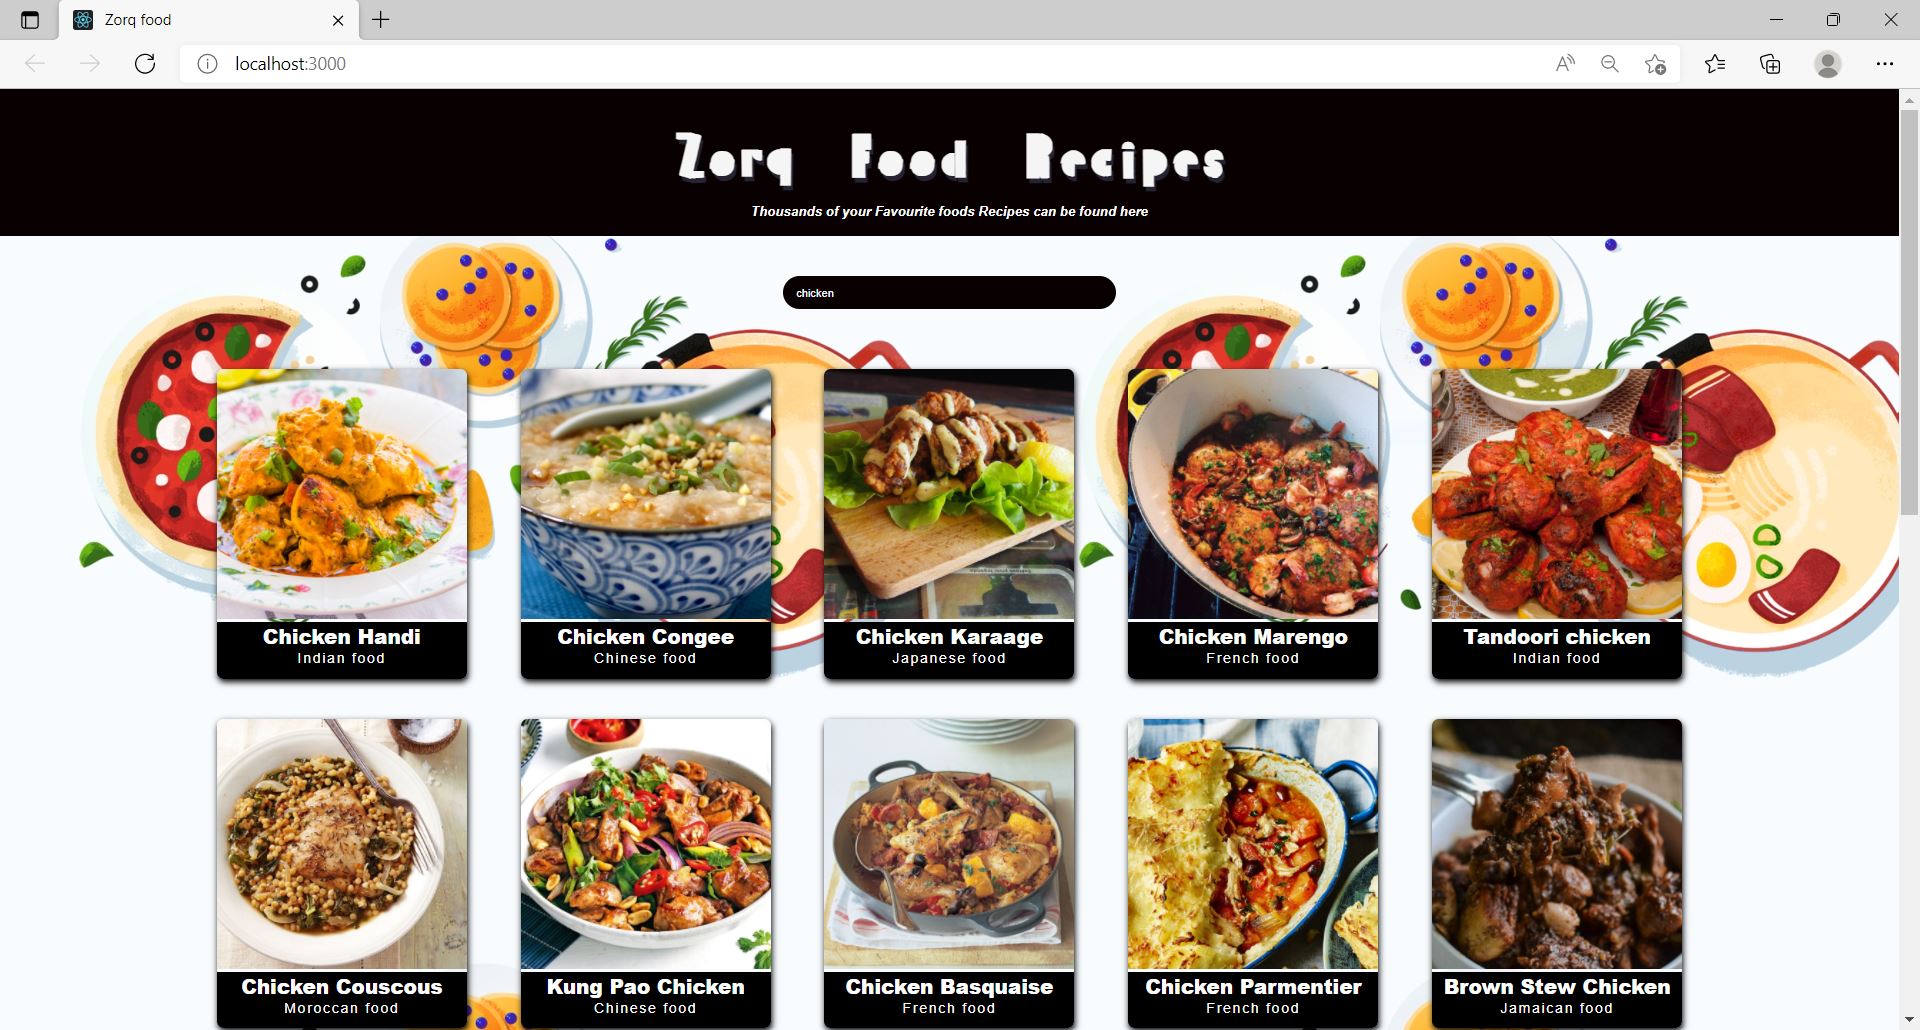 Zorq food
localhost:3000
Zorq Food Recipes
Thousands of your Favourite foods Recipes can be found here
chicken
Chicken Handi
Indian food
Chicken Congee
Chinese food
Chicken Karaage
Japanese food
Chicken Marengo
French food
Tandoori chicken
Indian food
Chicken Couscous
Moroccan food
Kung Pao Chicken
Chinese food
Chicken Basquaise
French food
Chicken Parmentier
French food
Brown Stew Chicken
Jamaican food